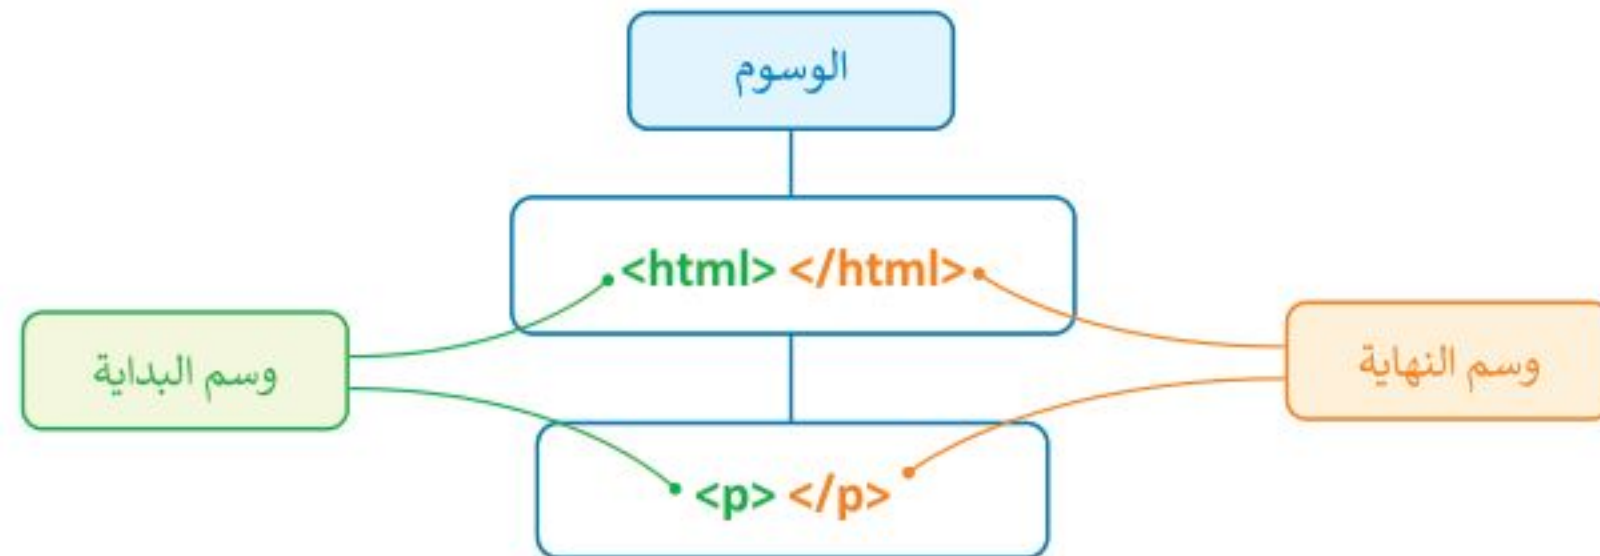 الوسوم
<html> </html>
وسم البداية
وسم النهاية
<p> </p>